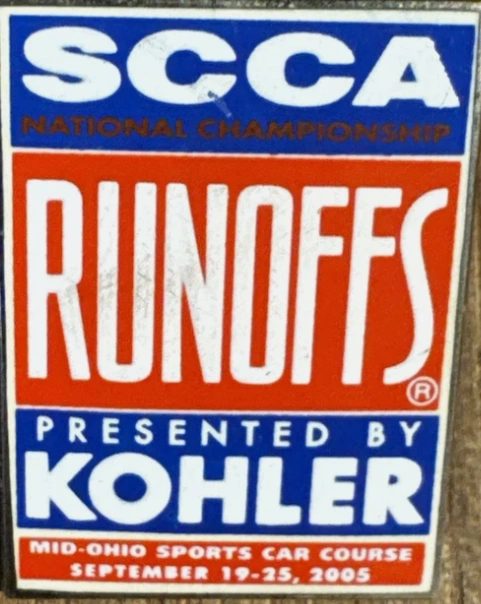 SCCA
NATIONAL CHAMPIONSHIP
RUNOFFS®
PRESENTED BY
KOHLER
MID-OHIO SPORTS CAR COURSE
SEPTEMBER 19-25, 2005